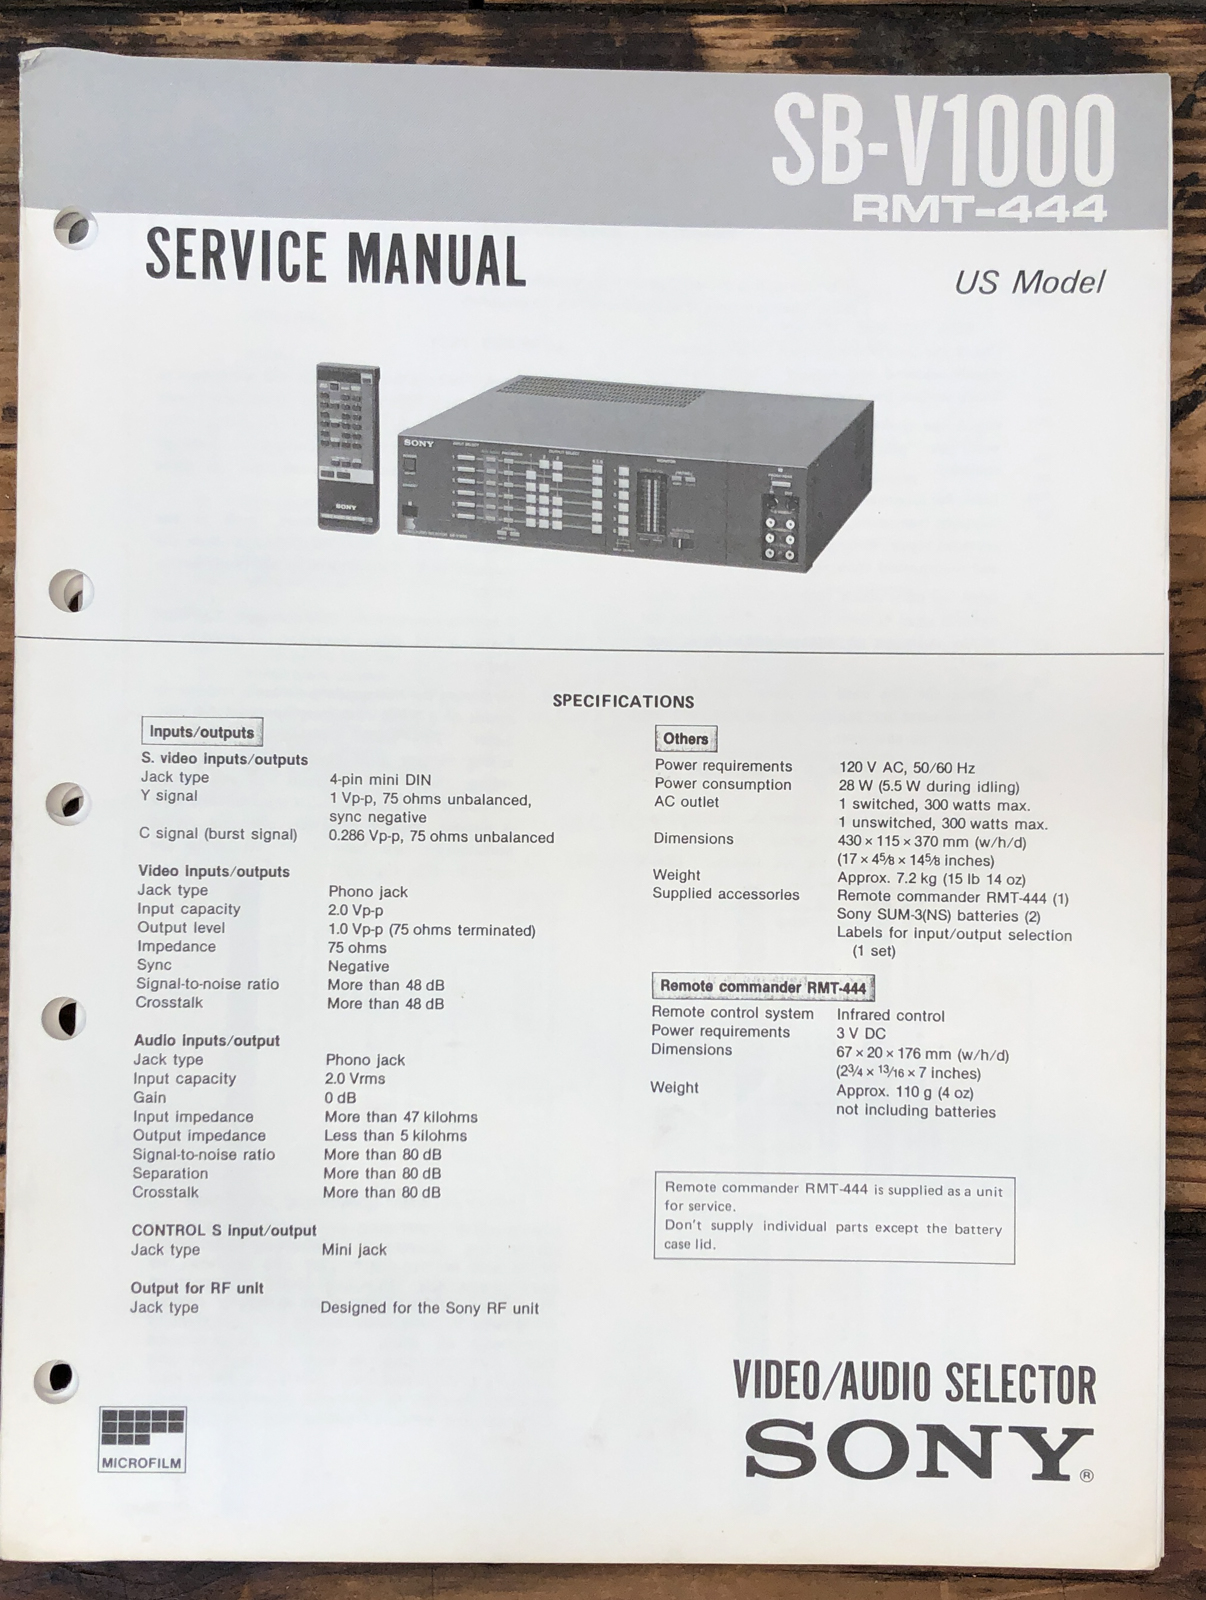 SB-V1000
RMT-444
SERVICE MANUAL
US Model
SONY
SONY
INPUT SELECT
OUTPUT SELECT
SPECIFICATIONS
Inputs/outputs
S. video inputs/outputs
Jack type 4-pin mini DIN
Y signal 1 Vp-p, 75 ohms unbalanced,
sync negative
C signal (burst signal) 0.286 Vp-p, 75 ohms unbalanced
Video inputs/outputs
Jack type Phono jack
Input capacity 2.0 Vp-p
Output level 1.0 Vp-p (75 ohms terminated)
Impedance 75 ohms
Sync Negative
Signal-to-noise ratio More than 48 dB
Crosstalk More than 48 dB
Audio inputs/output
Jack type Phono jack
Input capacity 2.0 Vrms
Gain 0 dB
Input impedance More than 47 kilohms
Output impedance Less than 5 kilohms
Signal-to-noise ratio More than 80 dB
Separation More than 80 dB
Crosstalk More than 80 dB
CONTROL S input/output
Jack type Mini jack
Output for RF unit
Jack type Designed for the Sony RF unit
Others
Power requirements 120 V AC, 50/60 Hz
Power consumption 28 W (5.5 W during idling)
AC outlet 1 switched, 300 watts max.
1 unswitched, 300 watts max.
Dimensions 430 × 115 × 370 mm (w/h/d)
(17 × 4⅝ × 14⅝ inches)
Weight Approx. 7.2 kg (15 lb 14 oz)
Supplied accessories Remote commander RMT-444 (1)
Sony SUM-3(NS) batteries (2)
Labels for input/output selection
(1 set)
Remote commander RMT-444
Remote control system Infrared control
Power requirements 3 V DC
Dimensions 67 × 20 × 176 mm (w/h/d)
(2¾ × 13/16 × 7 inches)
Weight Approx. 110 g (4 oz)
not including batteries
Remote commander RMT-444 is supplied as a unit
for service.
Don't supply individual parts except the battery
case lid.
VIDEO/AUDIO SELECTOR
SONY®
MICROFILM